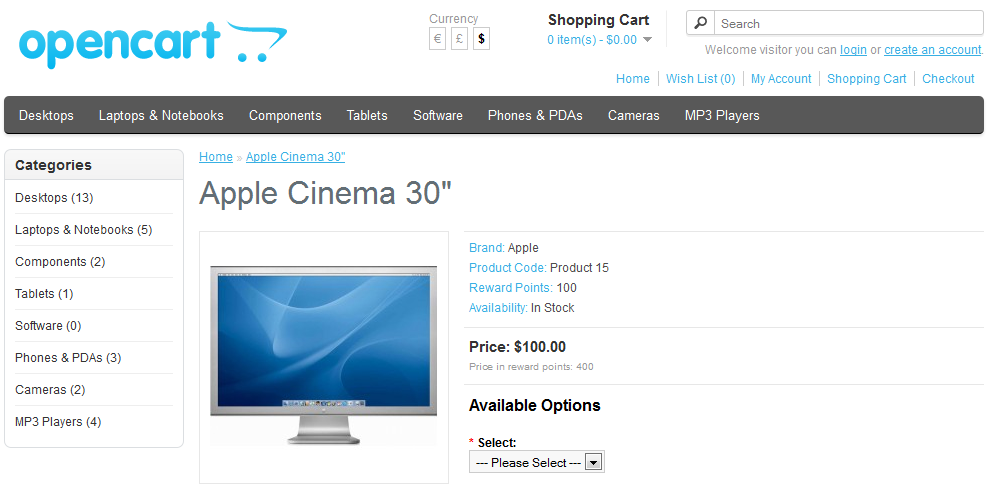 opencart
Currency
€ £ $
Shopping Cart
0 item(s) - $0.00
Search
Welcome visitor you can login or create an account.
Home Wish List (0) My Account Shopping Cart Checkout
Desktops Laptops & Notebooks Components Tablets Software Phones & PDAs Cameras MP3 Players
Categories
Desktops (13)
Laptops & Notebooks (5)
Components (2)
Tablets (1)
Software (0)
Phones & PDAs (3)
Cameras (2)
MP3 Players (4)
Home » Apple Cinema 30"
Apple Cinema 30"
Brand: Apple
Product Code: Product 15
Reward Points: 100
Availability: In Stock
Price: $100.00
Price in reward points: 400
Available Options
* Select:
--- Please Select ---